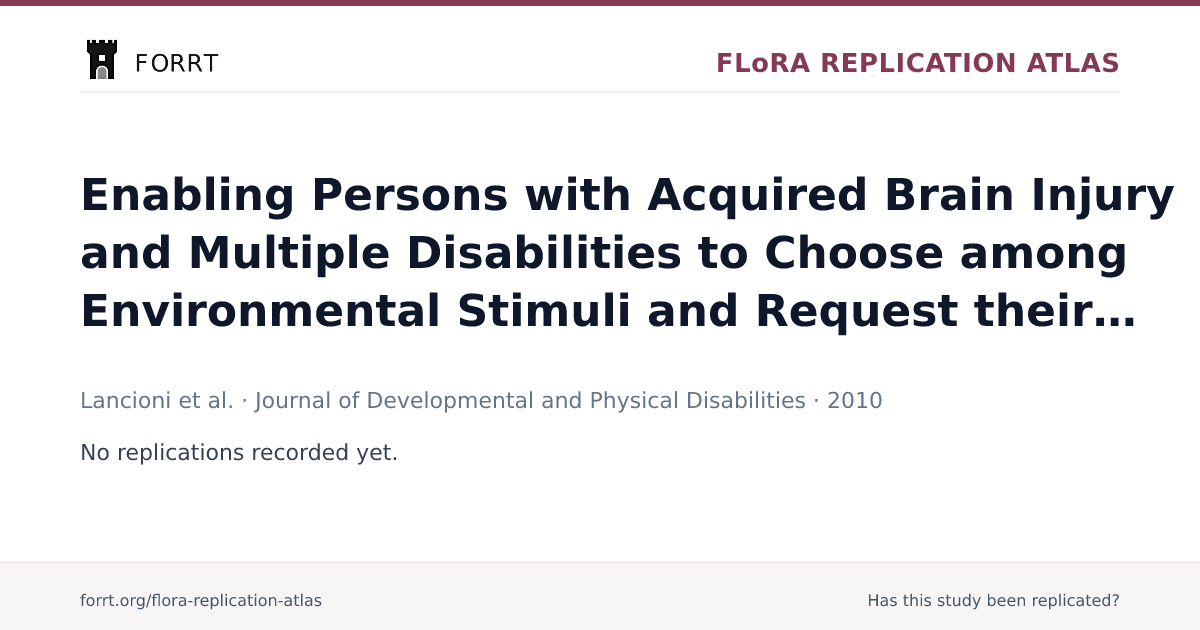 FORRT
FLoRA REPLICATION ATLAS
Enabling Persons with Acquired Brain Injury
and Multiple Disabilities to Choose among
Environmental Stimuli and Request their…
Lancioni et al. · Journal of Developmental and Physical Disabilities · 2010
No replications recorded yet.
forrt.org/flora-replication-atlas
Has this study been replicated?